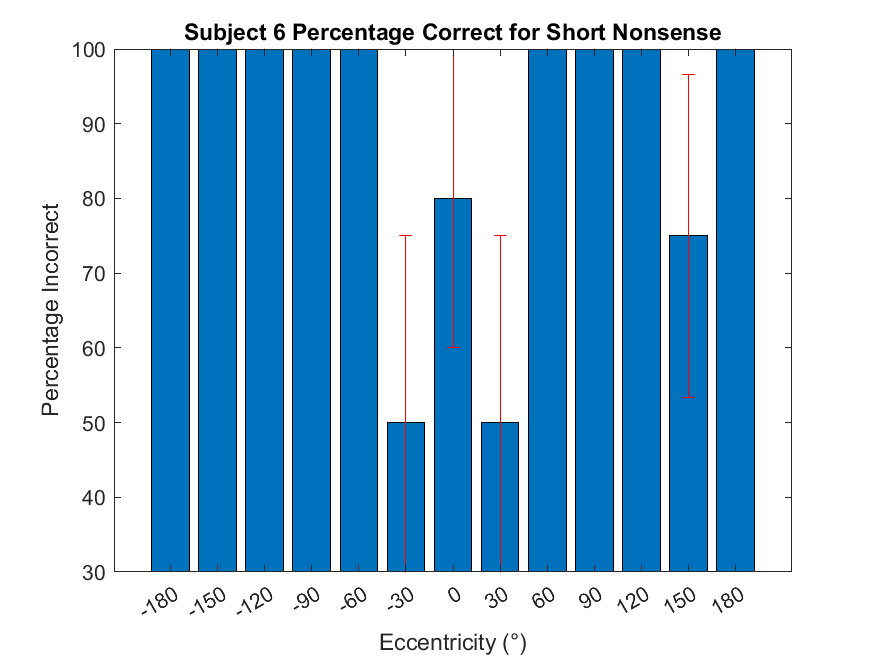 Subject 6 Percentage Correct for Short Nonsense
100
90
80
70
60
50
40
30
Percentage Incorrect
-180 -150 -120 -90 -60 -30 0 30 60 90 120 150 180
Eccentricity (°)